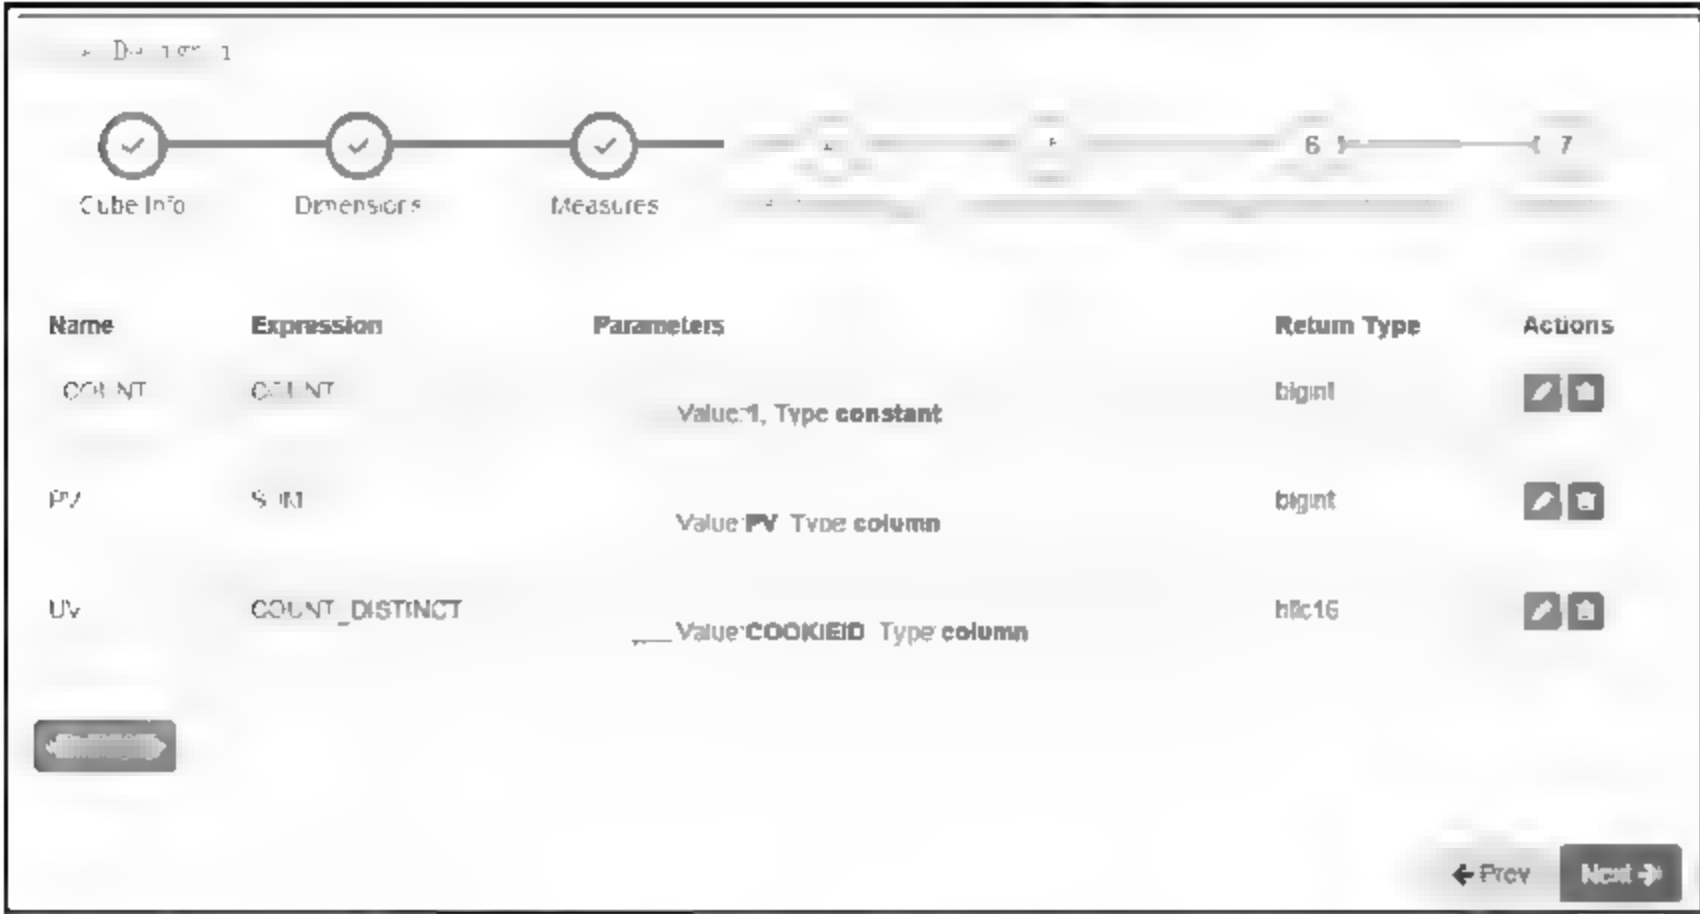 6 7
Cube Info Dimensions Measures
Name Expression Parameters Return Type Actions
COUNT COUNT bigint
Value:1, Type constant
PV SUM bigint
Value PV Type column
UV COUNT_DISTINCT hllc16
Value COOKIEID Type column
Prev Next